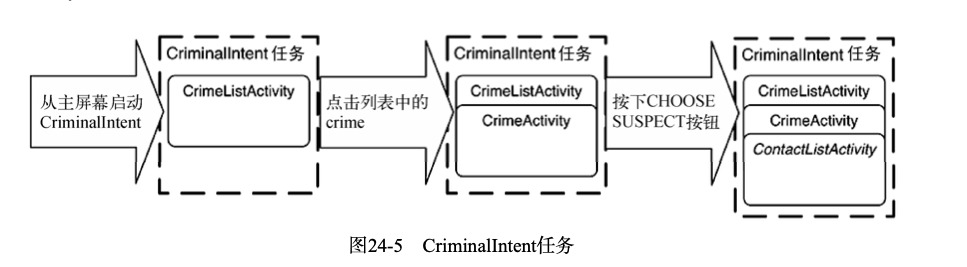 从主屏幕启动
CriminalIntent
CriminalIntent 任务
CrimeListActivity
点击列表中的
crime
CriminalIntent 任务
CrimeListActivity
CrimeActivity
按下CHOOSE
SUSPECT按钮
CriminalIntent 任务
CrimeListActivity
CrimeActivity
ContactListActivity
图24-5 CriminalIntent任务